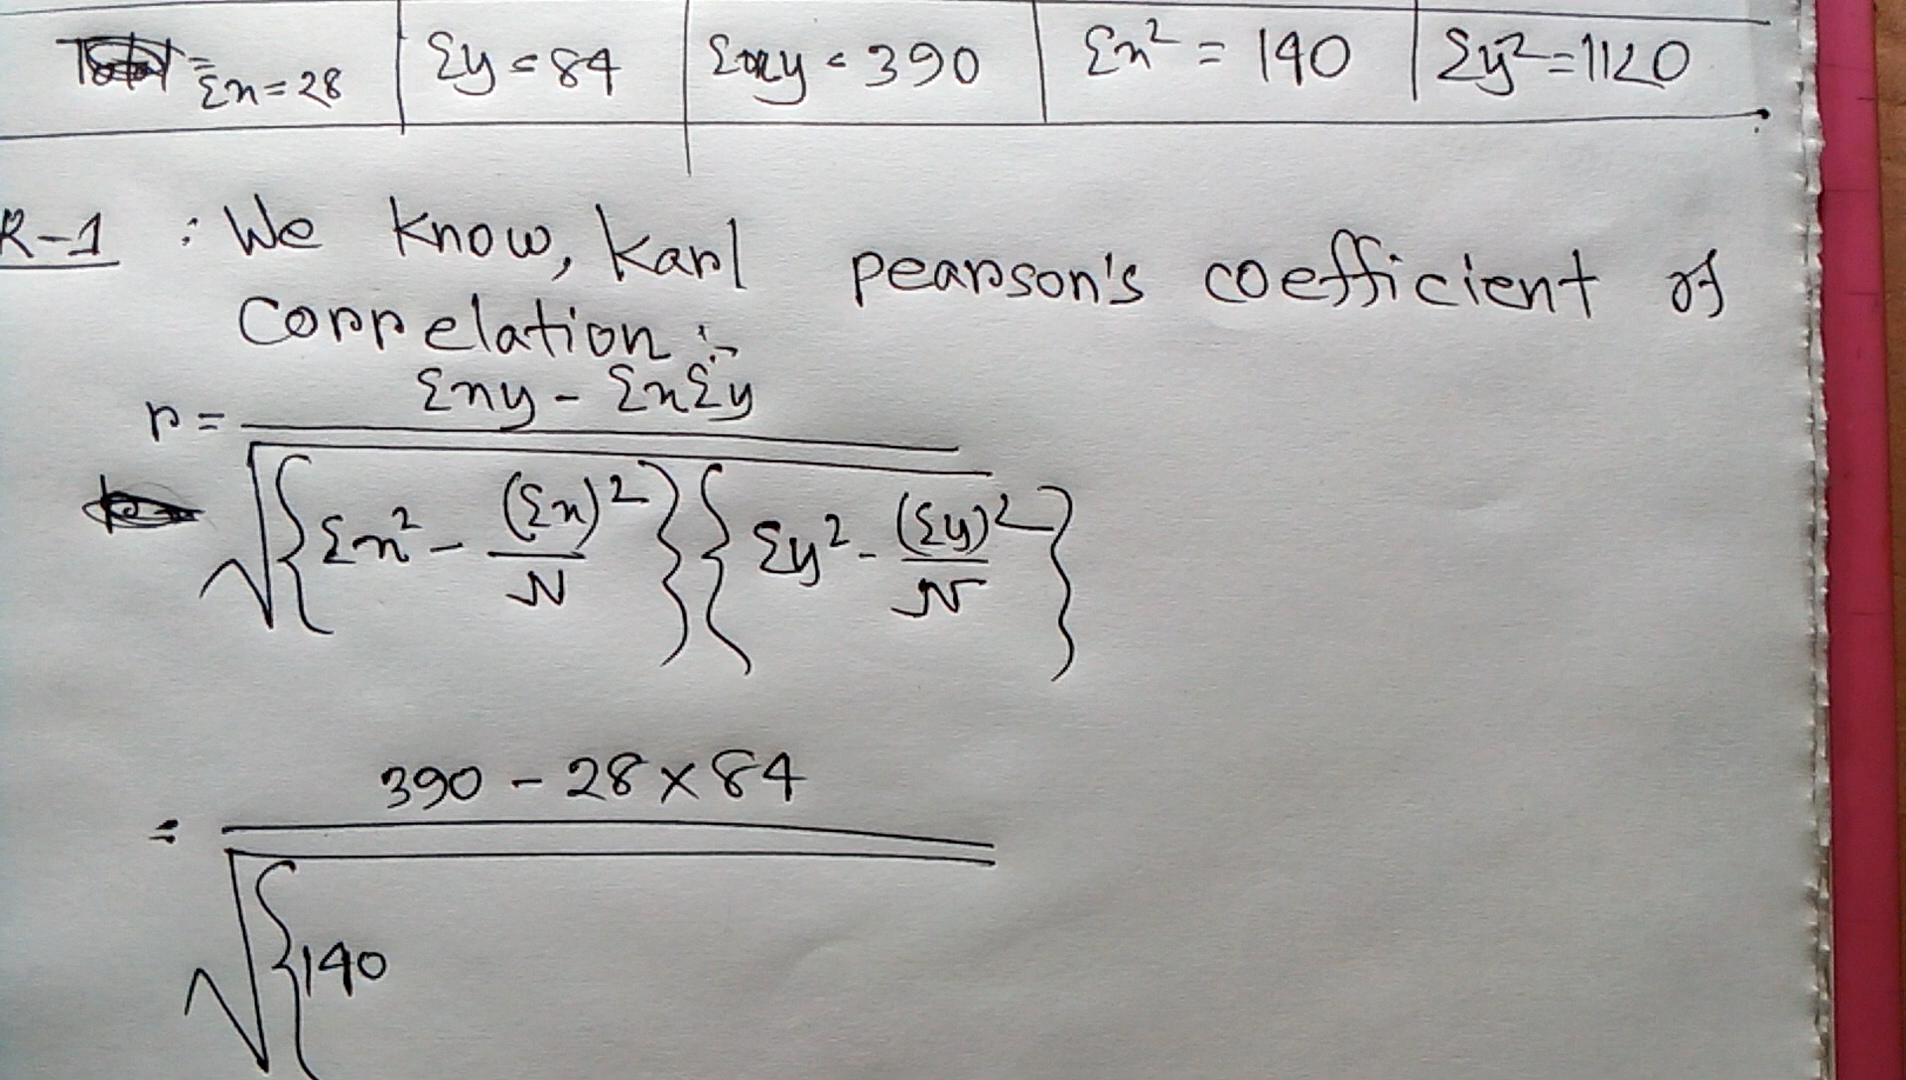 Σx=28 Σy=84 Σxy=390 Σx²=140 Σy²=1120
R-1 : We know, Karl pearson's coefficient of
correlation :-
r = Σxy - ΣxΣy
√{Σx² - (Σx)²/N}{Σy² - (Σy)²/N}
= 390 - 28×84
√{140